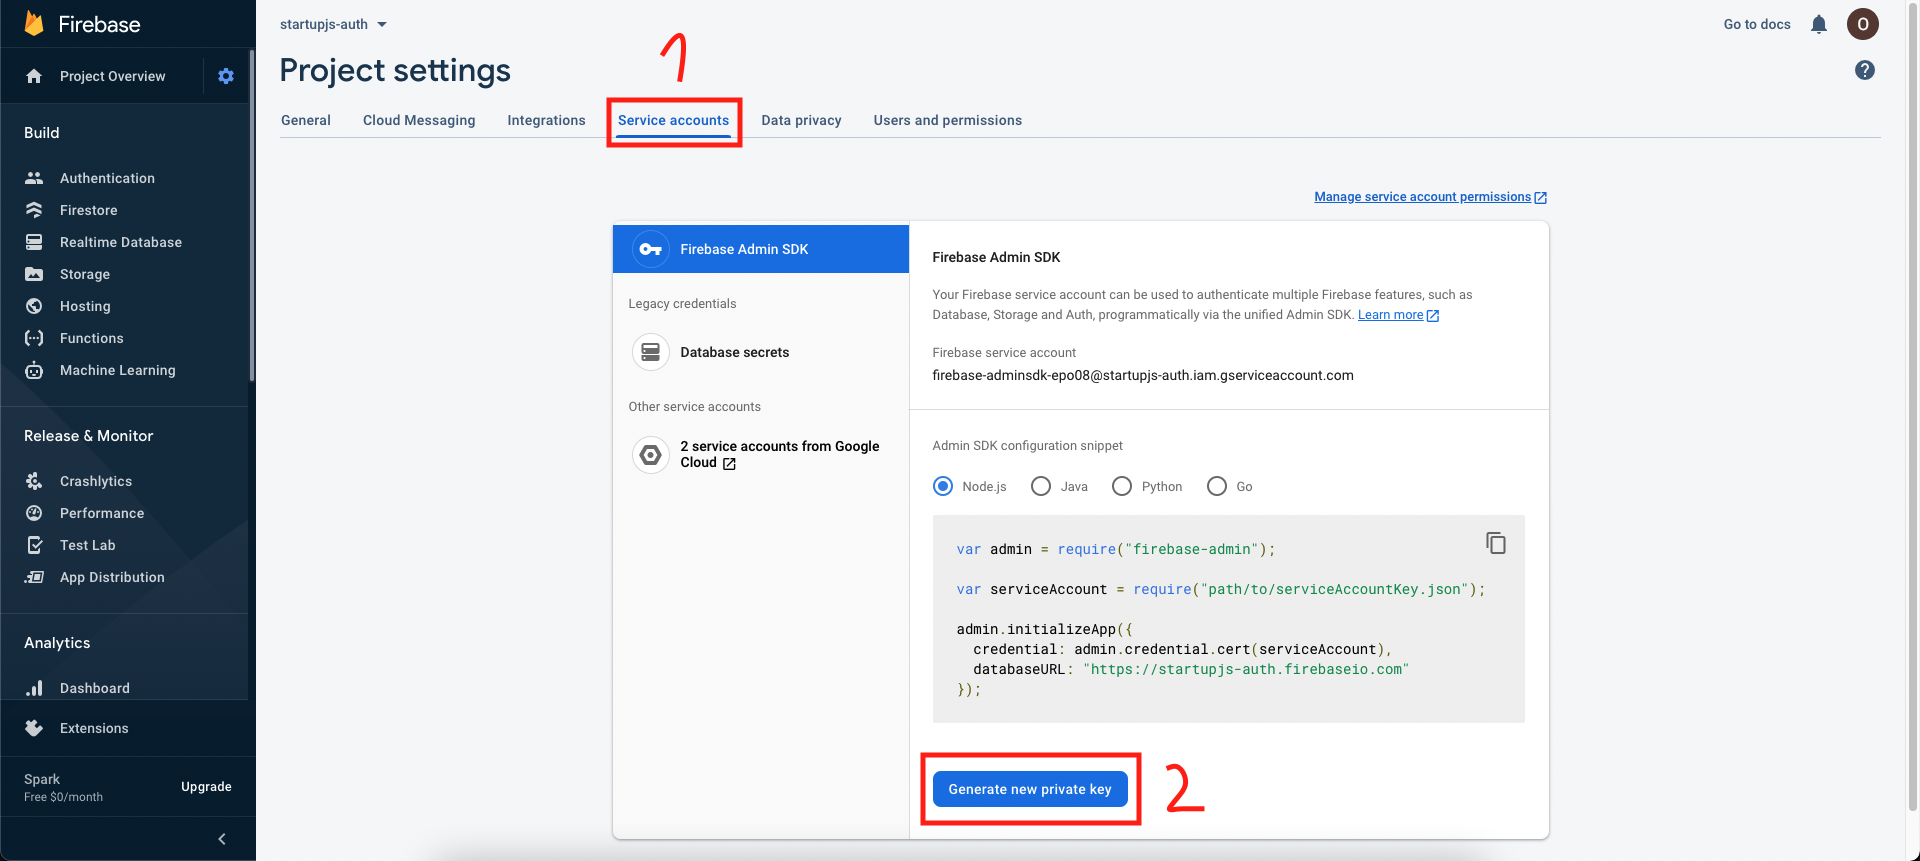 Firebase
Project Overview
Build
Authentication
Firestore
Realtime Database
Storage
Hosting
Functions
Machine Learning
Release & Monitor
Crashlytics
Performance
Test Lab
App Distribution
Analytics
Dashboard
Extensions
Spark
Free $0/month
Upgrade
startupjs-auth
Go to docs
O
1
Project settings
?
General Cloud Messaging Integrations Service accounts Data privacy Users and permissions
Manage service account permissions
Firebase Admin SDK
Legacy credentials
Database secrets
Other service accounts
2 service accounts from Google
Cloud
Firebase Admin SDK
Your Firebase service account can be used to authenticate multiple Firebase features, such as
Database, Storage and Auth, programmatically via the unified Admin SDK. Learn more
Firebase service account
firebase-adminsdk-epo08@startupjs-auth.iam.gserviceaccount.com
Admin SDK configuration snippet
Node.js Java Python Go
var admin = require("firebase-admin");
var serviceAccount = require("path/to/serviceAccountKey.json");
admin.initializeApp({
  credential: admin.credential.cert(serviceAccount),
  databaseURL: "https://startupjs-auth.firebaseio.com"
});
Generate new private key
2